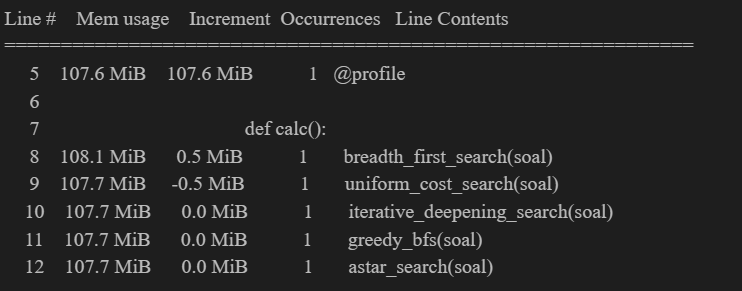 Line # Mem usage Increment Occurrences Line Contents
=============================================================
5 107.6 MiB 107.6 MiB 1 @profile
6
7 def calc():
8 108.1 MiB 0.5 MiB 1 breadth_first_search(soal)
9 107.7 MiB -0.5 MiB 1 uniform_cost_search(soal)
10 107.7 MiB 0.0 MiB 1 iterative_deepening_search(soal)
11 107.7 MiB 0.0 MiB 1 greedy_bfs(soal)
12 107.7 MiB 0.0 MiB 1 astar_search(soal)